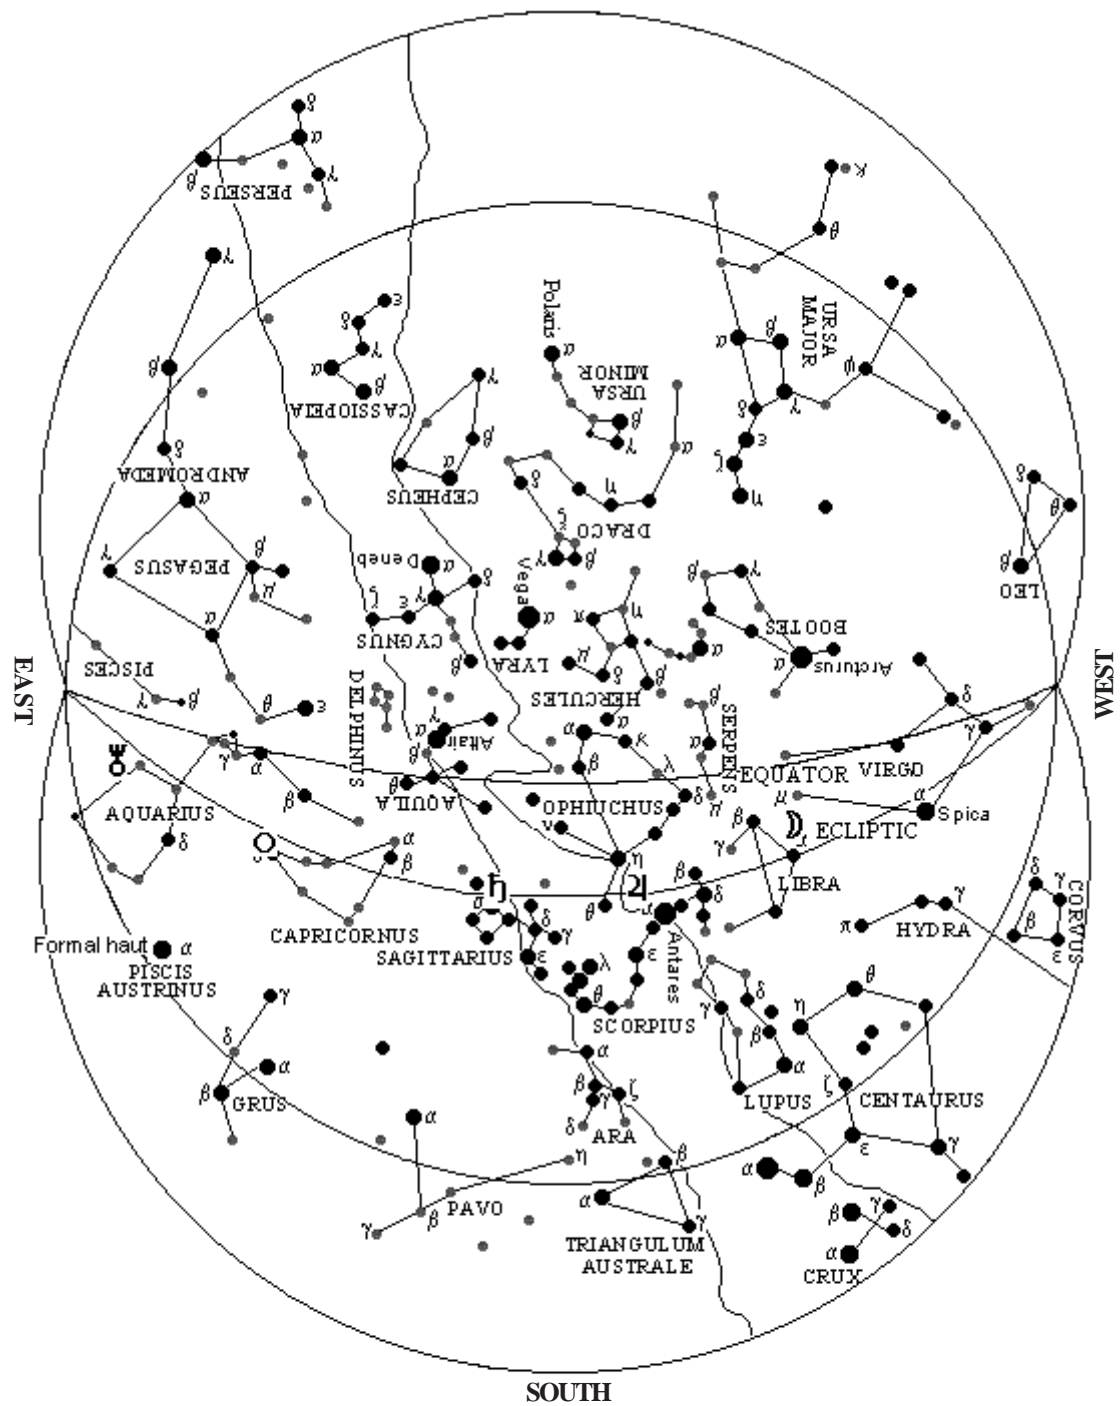 PERSEUS
δ
α
γ
β
κ
θ
γ
β
δ
α
ANDROMEDA
ε
δ
γ
α
β
CASSIOPEIA
Polaris
α
URSA
MINOR
β
γ
URSA
MAJOR
α
β
γ
δ
ε
ζ
η
ψ
γ
β
α
CEPHEUS
δ
η
α
ζ
γ
β
DRACO
δ
θ
β
LEO
γ
PEGASUS
β
μ
α
θ
ε
Deneb
α
δ
γ
ε
ζ
β
CYGNUS
Vega
α
LYRA
π
η
μ
δ
β
α
HERCULES
β
γ
BOOTES
α
Arcturus
α
EAST
WEST
PISCES
γ
β
DELPHINUS
γ
α
Altair
β
θ
AQUILA
α
κ
β
λ
δ
OPHIUCHUS
ν
η
θ
SERPENS
β
α
μ
EQUATOR
VIRGO
δ
γ
μ
α
Spica
ECLIPTIC
AQUARIUS
γ
α
β
δ
α
β
CAPRICORNUS
β
γ
LIBRA
SAGITTARIUS
σ
δ
γ
ε
β
δ
Antares
ε
λ
θ
SCORPIUS
π
γ
HYDRA
δ
γ
β
ε
CORVUS
Formal haut
α
PISCIS
AUSTRINUS
γ
δ
α
β
GRUS
δ
γ
β
α
LUPUS
θ
η
ζ
ε
γ
α
β
CENTAURUS
α
β
γ
ζ
δ
ARA
α
η
β
γ
PAVO
β
α
γ
TRIANGULUM
AUSTRALE
γ
β
δ
α
CRUX
SOUTH